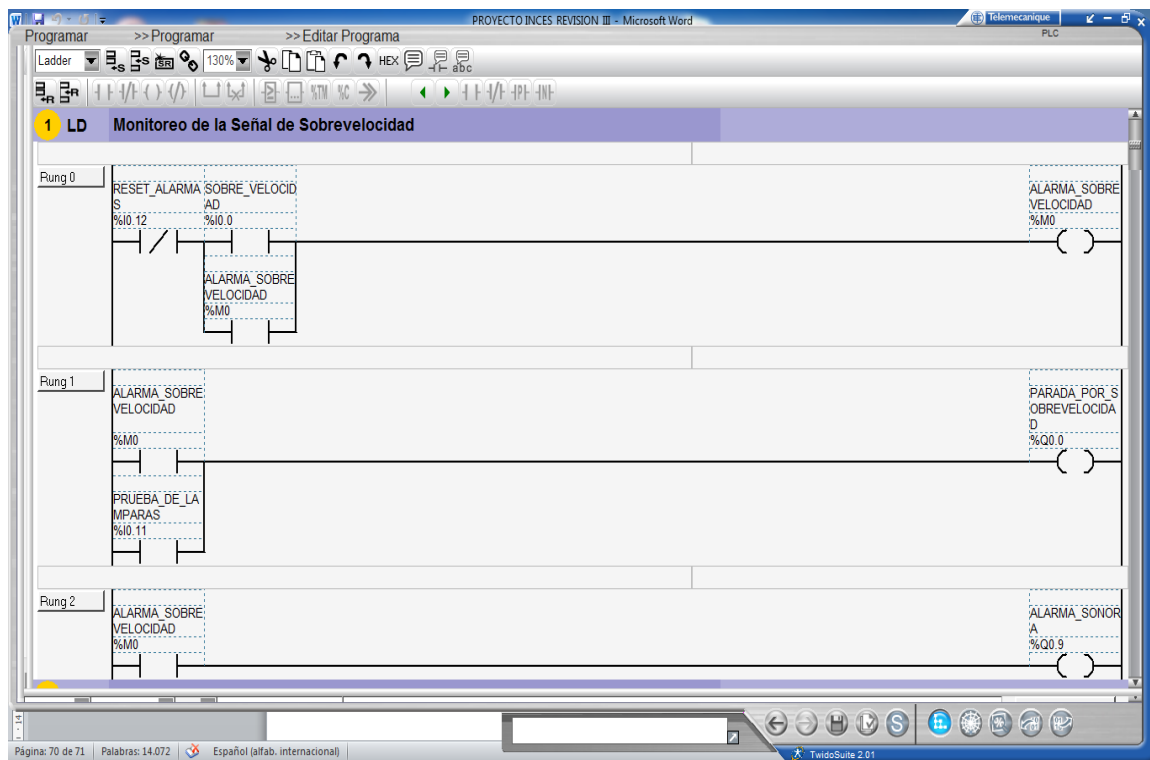 PROYECTO INCES REVISION III - Microsoft Word
Telemecanique
Programar >> Programar >> Editar Programa
PLC
Ladder
130%
HEX
1 LD Monitoreo de la Señal de Sobrevelocidad
Rung 0
RESET_ALARMA
S
%I0.12
SOBRE_VELOCID
AD
%I0.0
ALARMA_SOBRE
VELOCIDAD
%M0
ALARMA_SOBRE
VELOCIDAD
%M0
Rung 1
ALARMA_SOBRE
VELOCIDAD
%M0
PARADA_POR_S
OBREVELOCIDA
D
%Q0.0
PRUEBA_DE_LA
MPARAS
%I0.11
Rung 2
ALARMA_SOBRE
VELOCIDAD
%M0
ALARMA_SONOR
A
%Q0.9
Página: 70 de 71 Palabras: 14.072 Español (alfab. internacional)
TwidoSuite 2.01